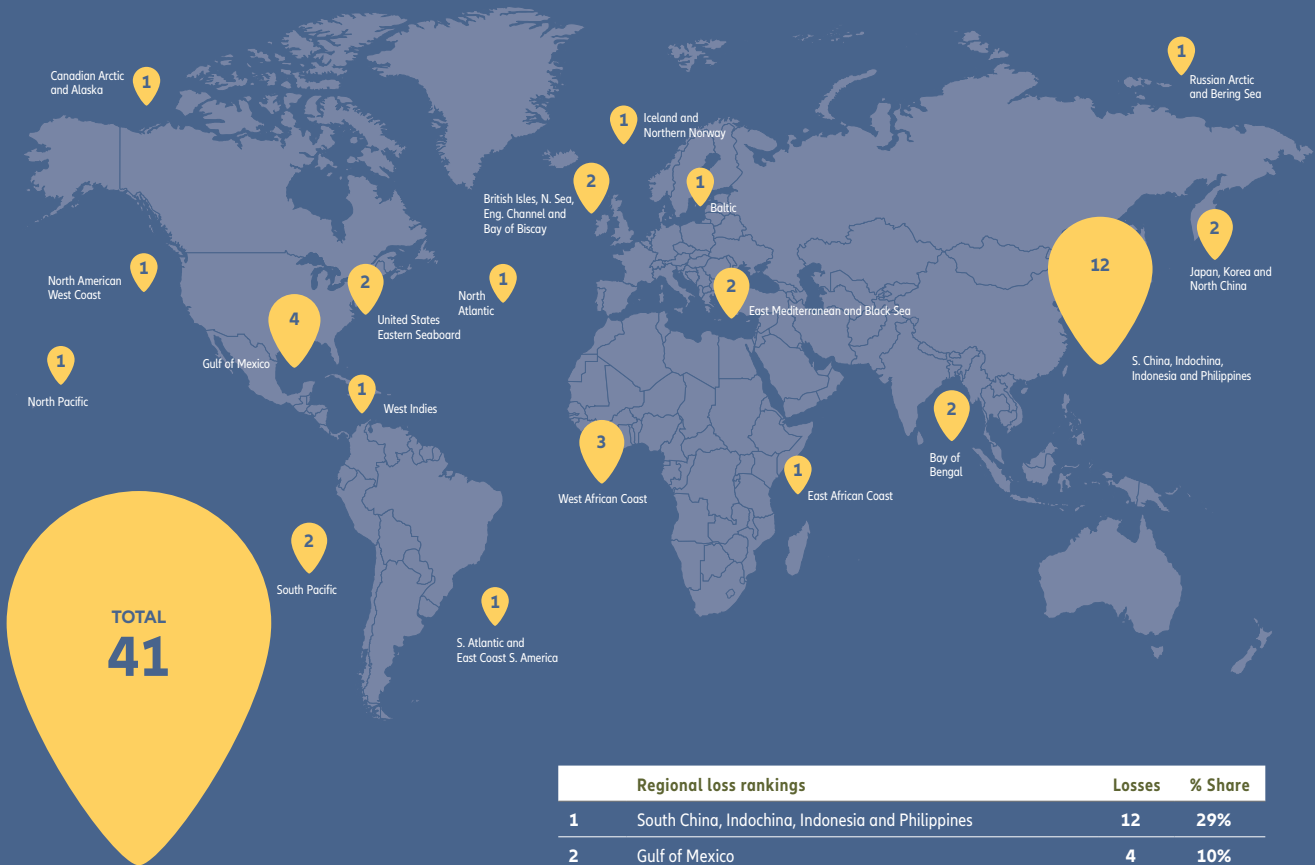 1
Canadian Arctic
and Alaska
1
Russian Arctic
and Bering Sea
1
Iceland and
Northern Norway
2
British Isles, N. Sea,
Eng. Channel and
Bay of Biscay
1
Baltic
2
Japan, Korea and
North China
12
S. China, Indochina,
Indonesia and Philippines
1
North American
West Coast
2
United States
Eastern Seaboard
1
North
Atlantic
2
East Mediterranean and Black Sea
4
Gulf of Mexico
1
North Pacific
1
West Indies
2
Bay of
Bengal
3
West African Coast
1
East African Coast
2
South Pacific
1
S. Atlantic and
East Coast S. America
TOTAL
41
Regional loss rankings Losses % Share
1 South China, Indochina, Indonesia and Philippines 12 29%
2 Gulf of Mexico 4 10%